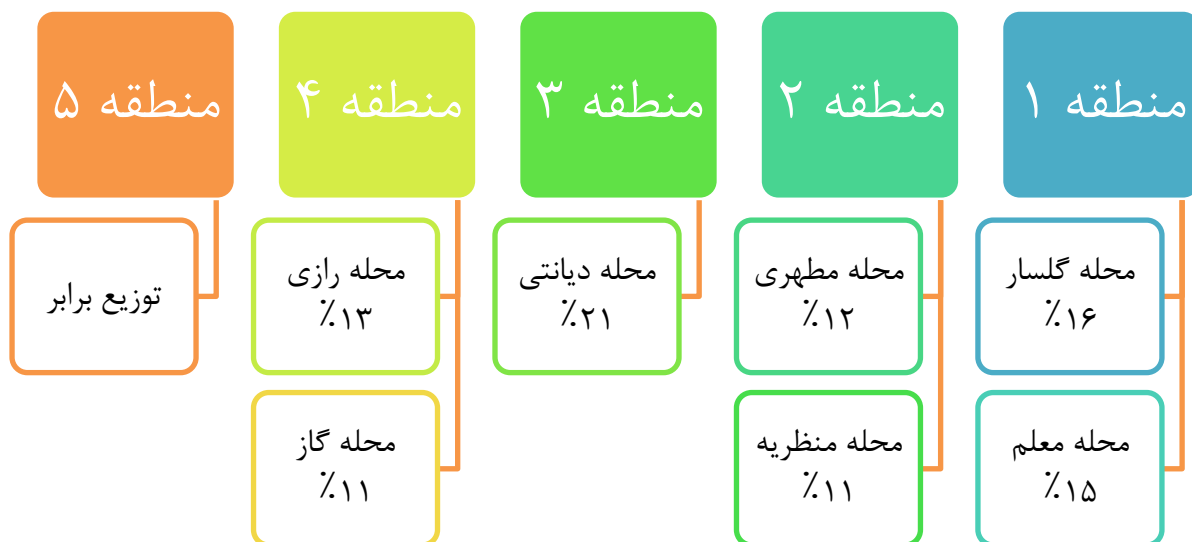 منطقه ۱
منطقه ۲
منطقه ۳
منطقه ۴
منطقه ۵
محله گلسار
٪۱۶
محله معلم
٪۱۵
محله مطهری
٪۱۲
محله منظریه
٪۱۱
محله دیانتی
٪۲۱
محله رازی
٪۱۳
محله گاز
٪۱۱
توزیع برابر